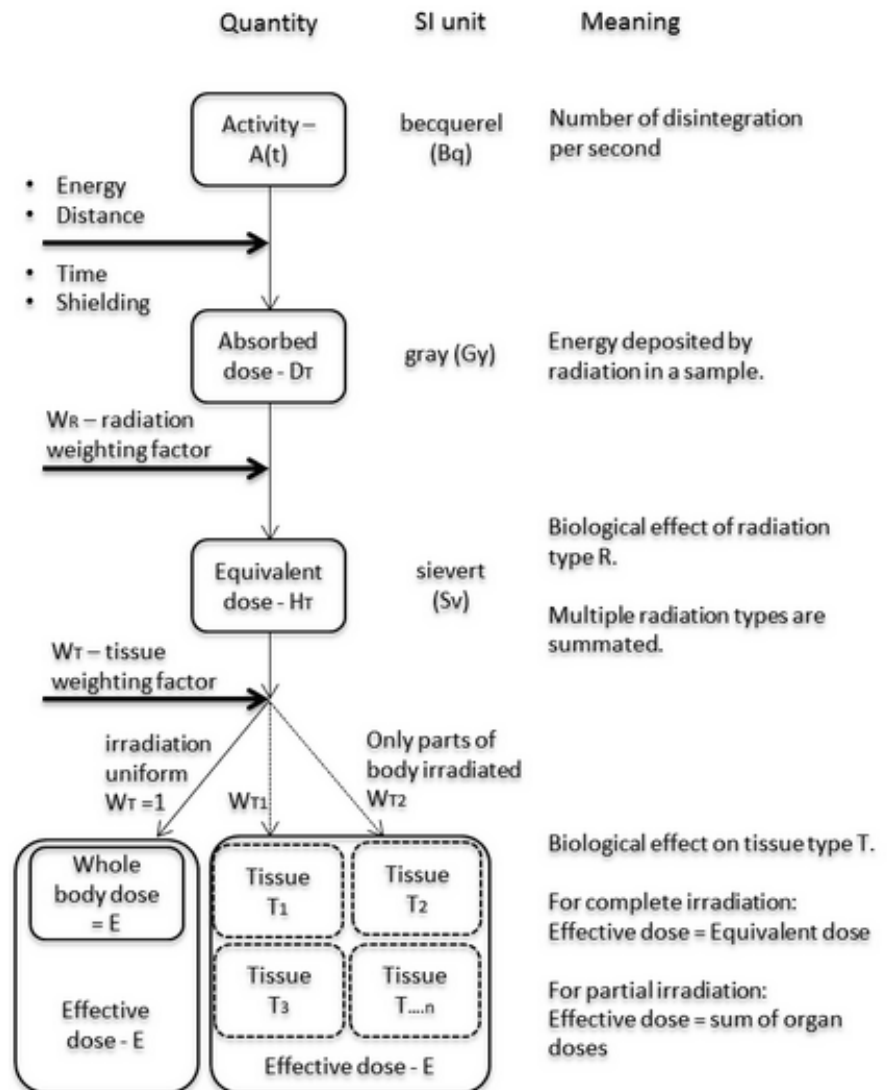 Quantity SI unit Meaning
Activity –
A(t)
becquerel
(Bq)
Number of disintegration
per second
• Energy
• Distance
• Time
• Shielding
Absorbed
dose - DT
gray (Gy)
Energy deposited by
radiation in a sample.
WR – radiation
weighting factor
Equivalent
dose - HT
sievert
(Sv)
Biological effect of radiation
type R.
Multiple radiation types are
summated.
WT – tissue
weighting factor
irradiation
uniform
WT =1
WT1
Only parts of
body irradiated
WT2
Whole
body dose
= E
Effective
dose - E
Tissue
T1
Tissue
T2
Tissue
T3
Tissue
T....n
Effective dose - E
Biological effect on tissue type T.
For complete irradiation:
Effective dose = Equivalent dose
For partial irradiation:
Effective dose = sum of organ
doses